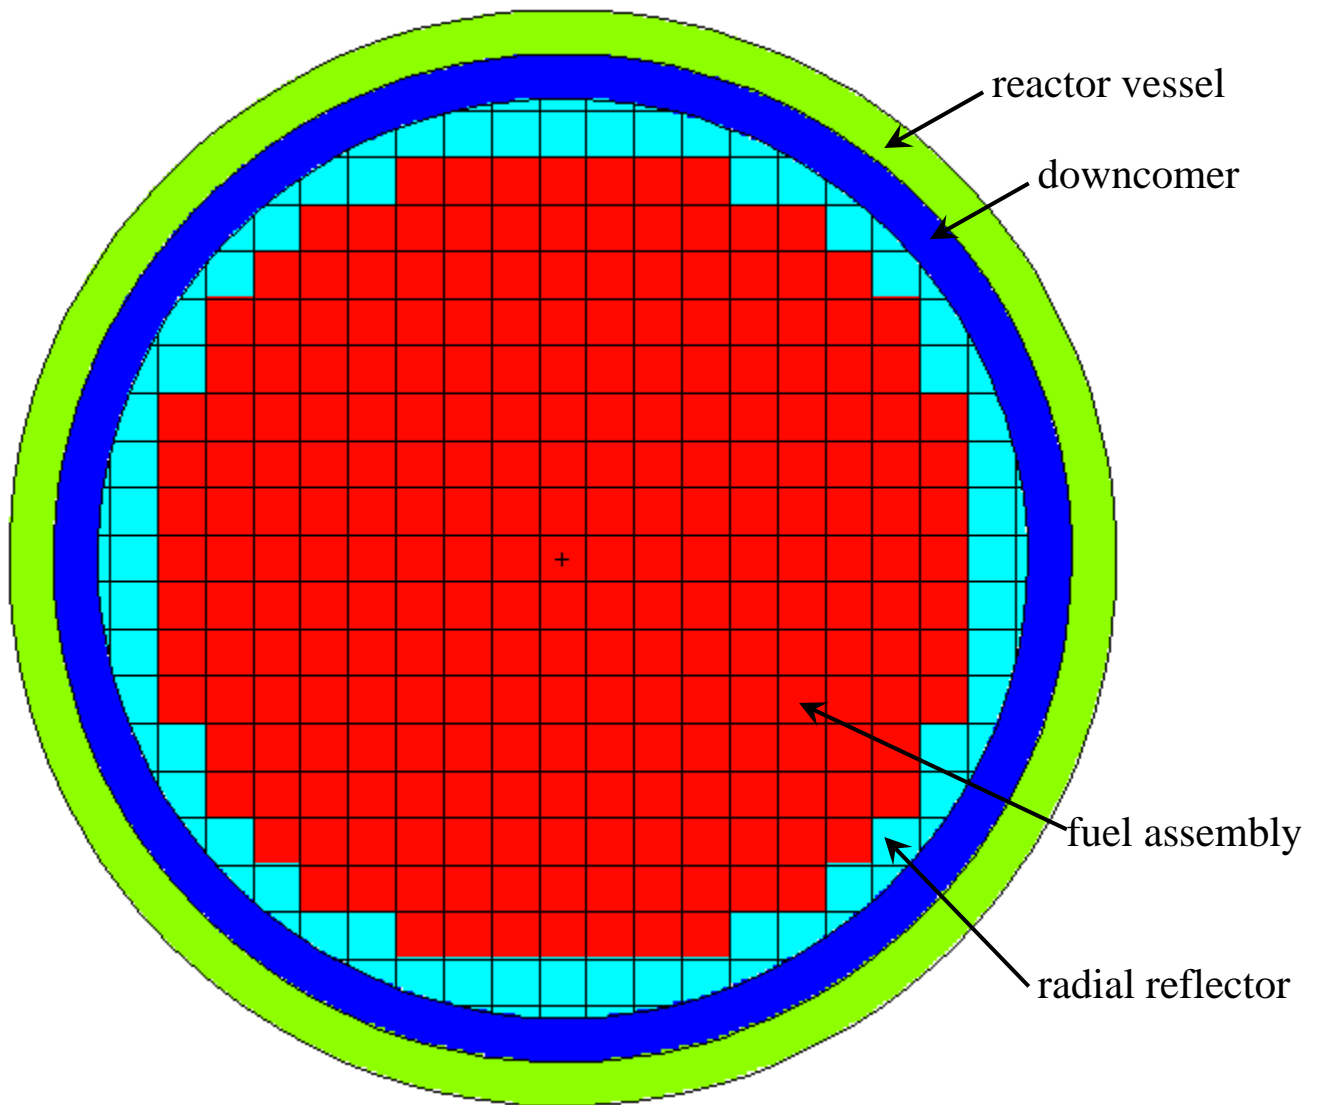 reactor vessel
downcomer
fuel assembly
radial reflector